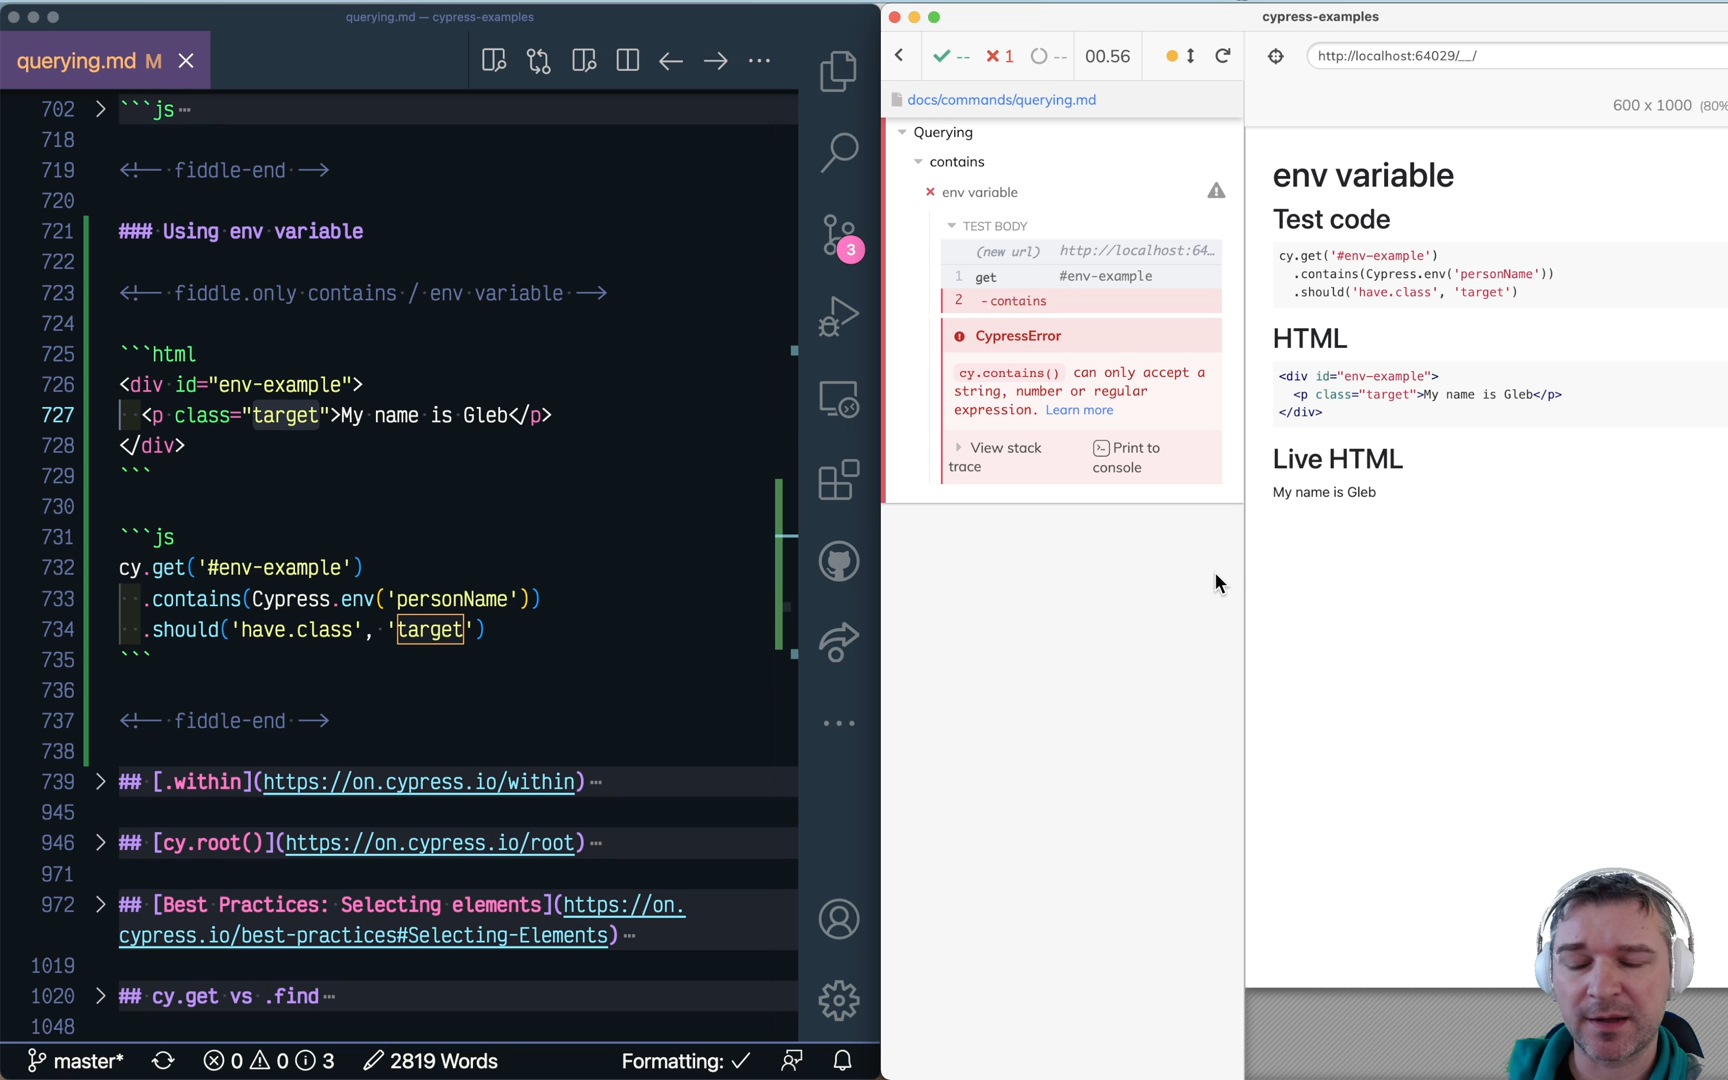 querying.md — cypress-examples
querying.md M
702 ```js
718
719 <!-- fiddle-end -->
720
721 ### Using env variable
722
723 <!-- fiddle.only contains / env variable -->
724
725 ```html
726 <div id="env-example">
727 <p class="target">My name is Gleb</p>
728 </div>
729 ```
730
731 ```js
732 cy.get('#env-example')
733 .contains(Cypress.env('personName'))
734 .should('have.class', 'target')
735 ```
736
737 <!-- fiddle-end -->
738
739 ## [.within](https://on.cypress.io/within)
945
946 ## [cy.root()](https://on.cypress.io/root)
971
972 ## [Best Practices: Selecting elements](https://on.
cypress.io/best-practices#Selecting-Elements)
1019
1020 ## cy.get vs .find
1048
master* 0 0 3 2819 Words Formatting:
3
cypress-examples
-- 1 -- 00.56
http://localhost:64029/__/
docs/commands/querying.md
600 x 1000 (80%
Querying
contains
env variable
TEST BODY
(new url) http://localhost:64...
1 get #env-example
2 -contains
CypressError
cy.contains() can only accept a
string, number or regular
expression. Learn more
View stack
trace
Print to
console
env variable
Test code
cy.get('#env-example')
.contains(Cypress.env('personName'))
.should('have.class', 'target')
HTML
<div id="env-example">
<p class="target">My name is Gleb</p>
</div>
Live HTML
My name is Gleb